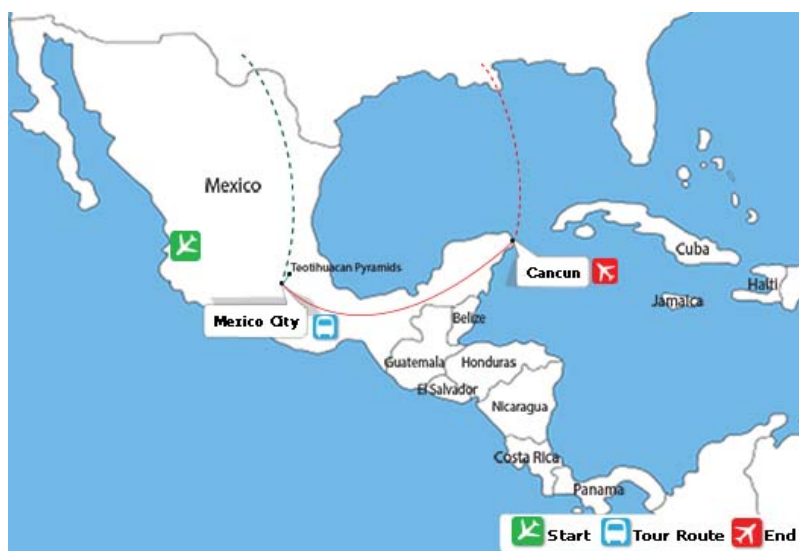 Mexico
Teotihuacan Pyramids
Cuba
Cancun
Haiti
Jamaica
Mexico City
Belize
Guatemala
Honduras
El Salvador
Nicaragua
Costa Rica
Panama
Start
Tour Route
End